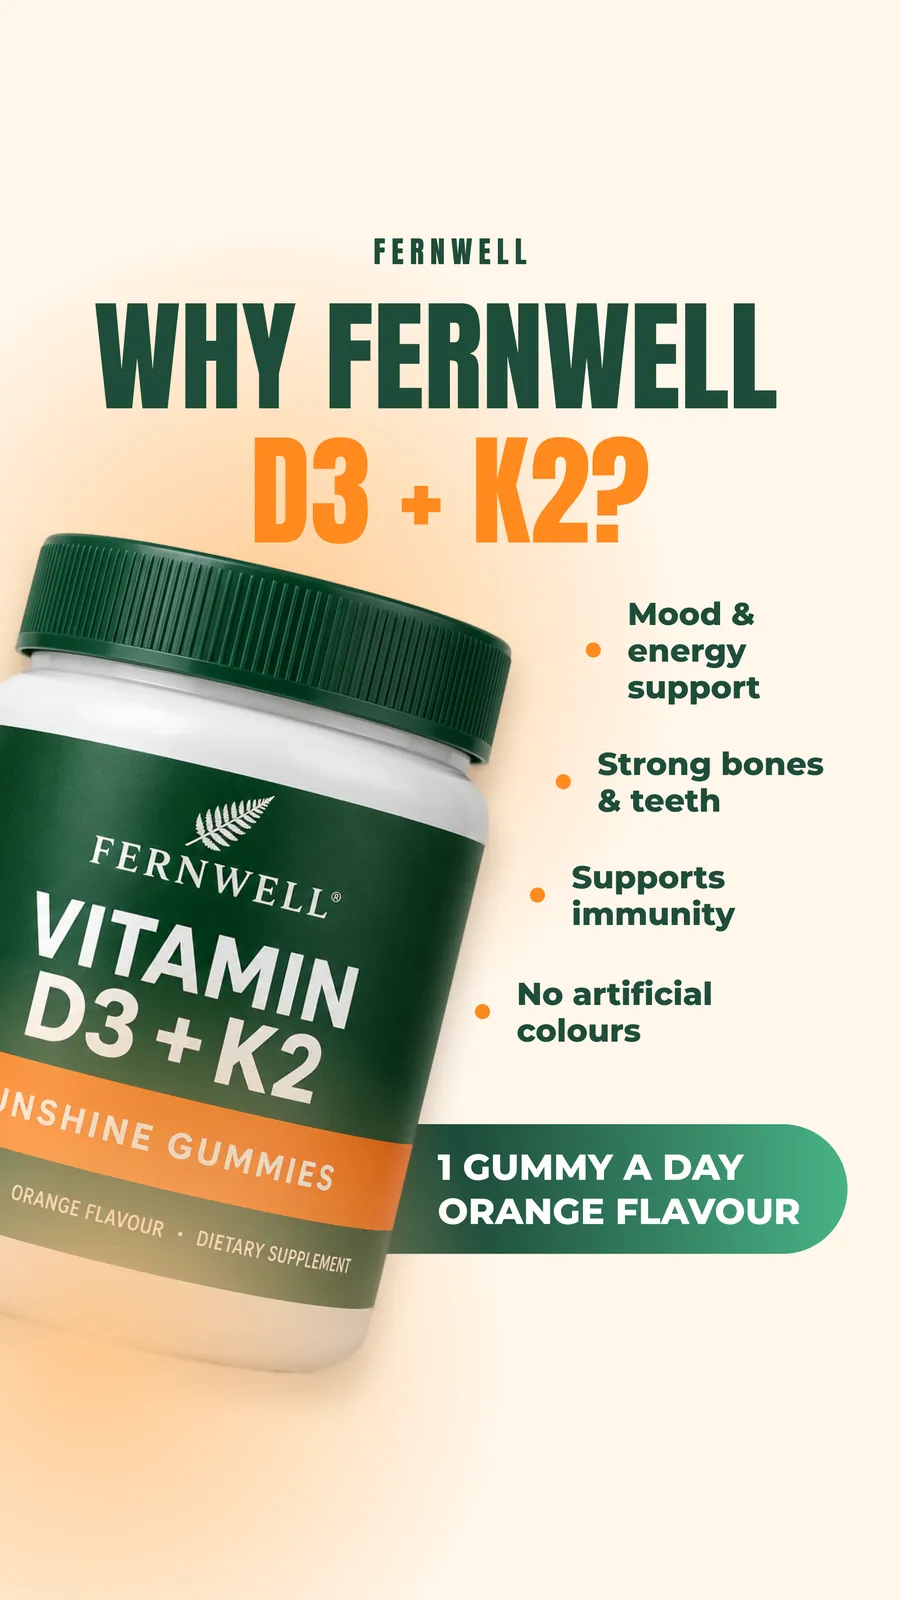 FERNWELL
WHY FERNWELL
D3 + K2?
Mood &
energy
support
Strong bones
& teeth
Supports
immunity
No artificial
colours
FERNWELL®
VITAMIN
D3 + K2
UNSHINE GUMMIES
ORANGE FLAVOUR • DIETARY SUPPLEMENT
1 GUMMY A DAY
ORANGE FLAVOUR